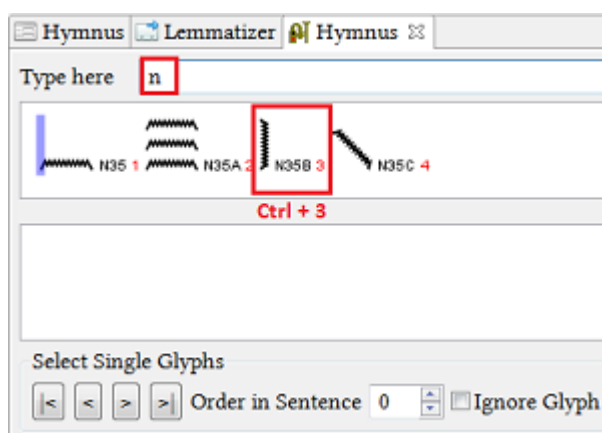 Hymnus Lemmatizer Hymnus
Type here n
N35 1 N35A 2 N35B 3 N35C 4
Ctrl + 3
Select Single Glyphs
|< < > >| Order in Sentence 0 Ignore Glyph